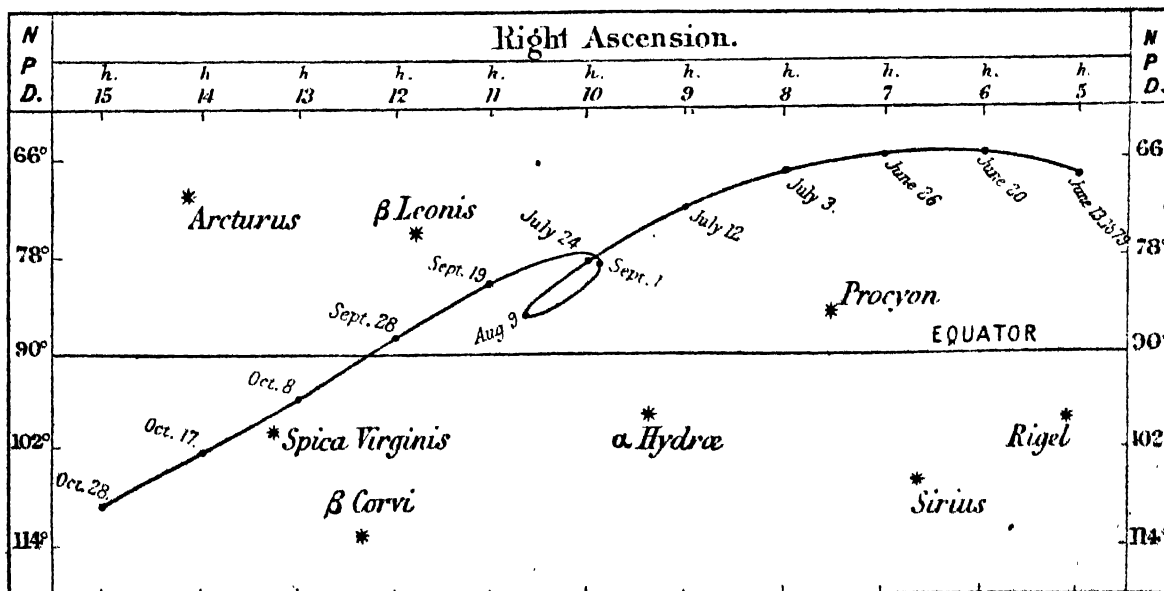 Right Ascension.
N P D.
N P D.
h. h h h. h. h. h. h. h. h. h.
15 14 13 12 11 10 9 8 7 6 5
66° 66°
Arcturus
β Leonis
July 24
July 12
July 3.
June 26
June 20
June 13. 1879
78° 78°
Sept. 19
Sept. 1
Sept. 28
Aug 9
Procyon
EQUATOR
90° 90°
Oct. 8
Oct. 17.
Spica Virginis
α Hydræ
Rigel
102° 102°
Oct. 28.
β Corvi
Sirius
114° 114°